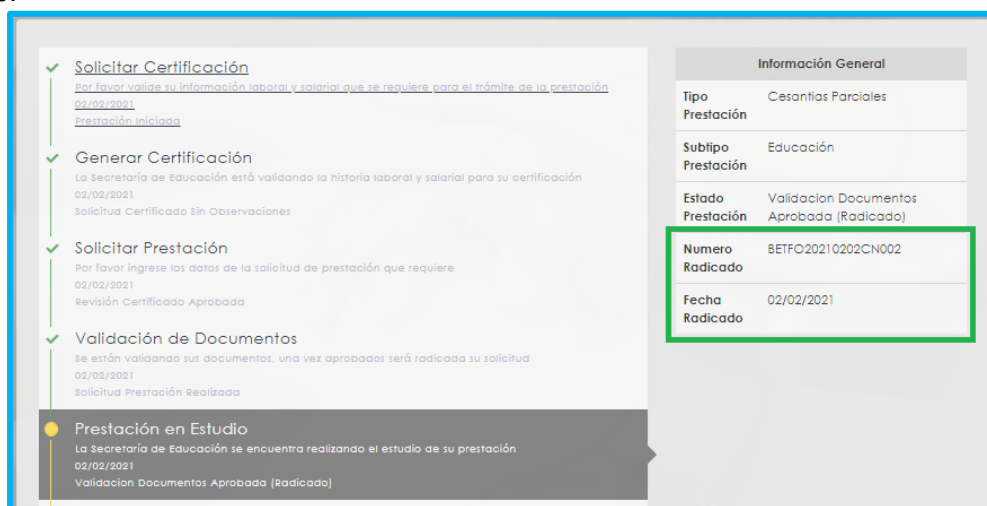 Solicitar Certificación
Por favor valide su información laboral y salarial que se requiere para el trámite de la prestación
02/02/2021
Prestación Iniciada
Generar Certificación
La Secretaría de Educación está validando la historia laboral y salarial para su certificación
02/02/2021
Solicitud Certificado Sin Observaciones
Solicitar Prestación
Por favor ingrese los datos de la solicitud de prestación que requiere
02/02/2021
Revisión Certificado Aprobada
Validación de Documentos
Se están validando sus documentos, una vez aprobados será radicada su solicitud
02/02/2021
Solicitud Prestación Realizada
Prestación en Estudio
La Secretaría de Educación se encuentra realizando el estudio de su prestación
02/02/2021
Validacion Documentos Aprobada (Radicado)
Información General
Tipo Cesantias Parciales
Prestación
Subtipo Educación
Prestación
Estado Validacion Documentos
Prestación Aprobada (Radicado)
Numero BETFO20210202CN002
Radicado
Fecha 02/02/2021
Radicado